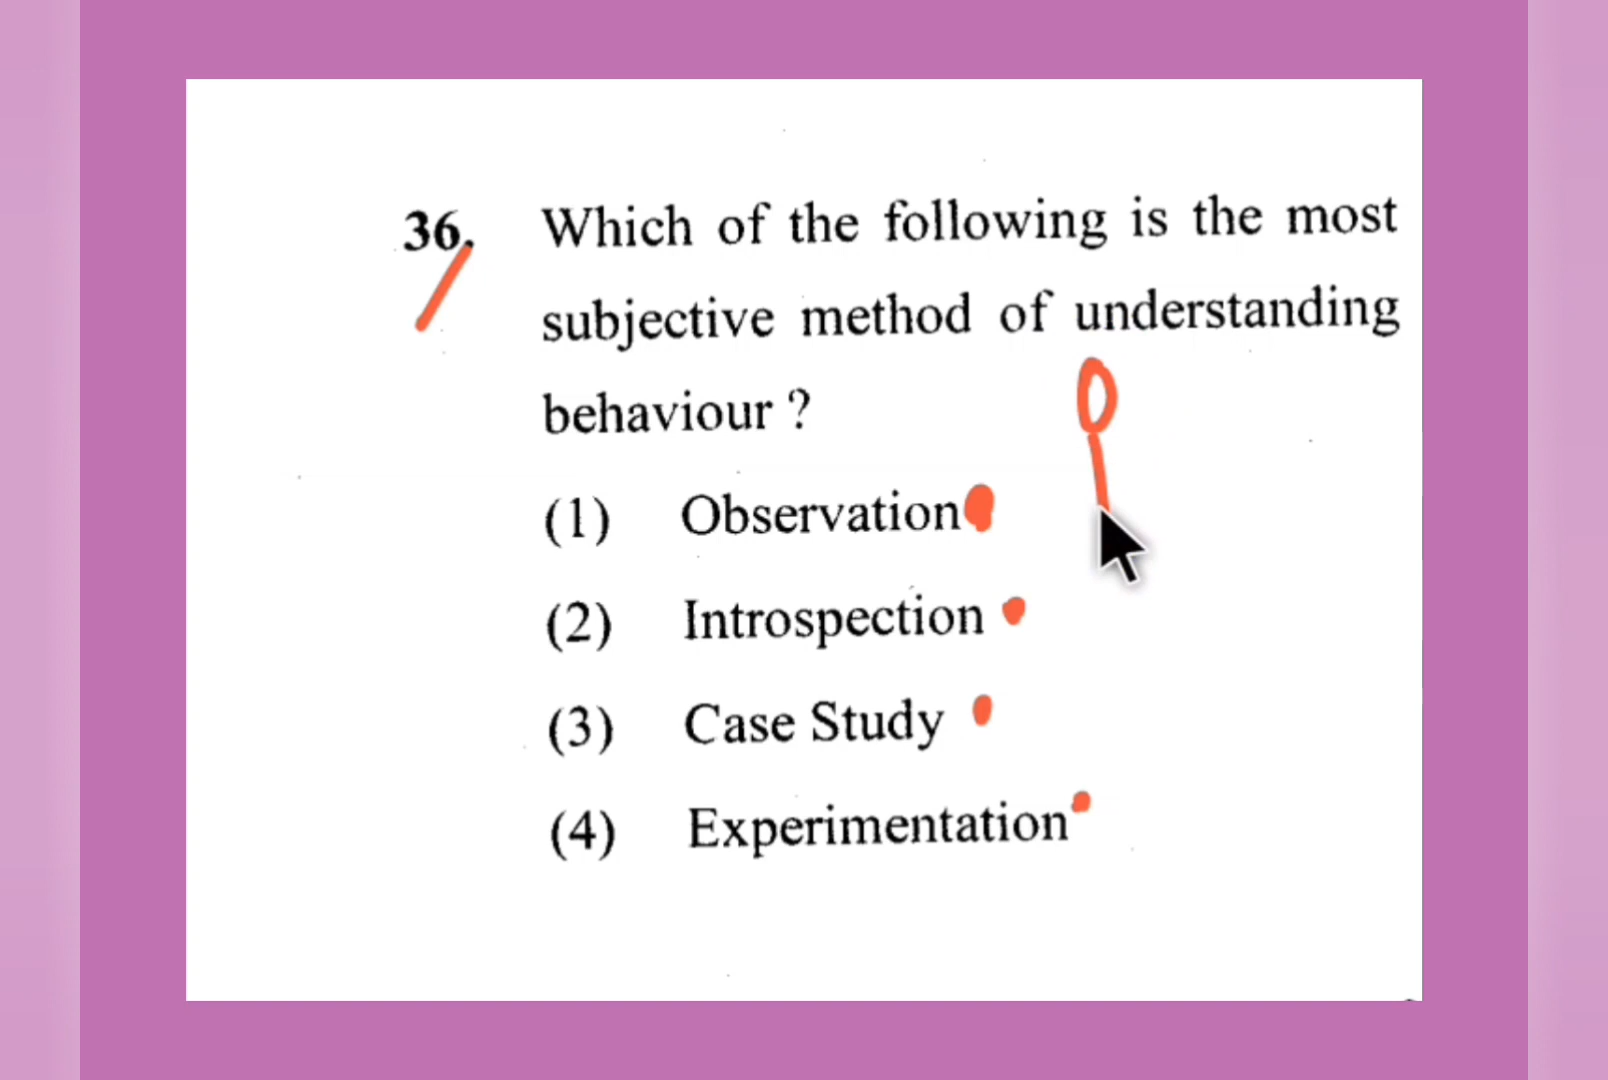 36. Which of the following is the most
subjective method of understanding
behaviour ?
(1) Observation
(2) Introspection
(3) Case Study
(4) Experimentation